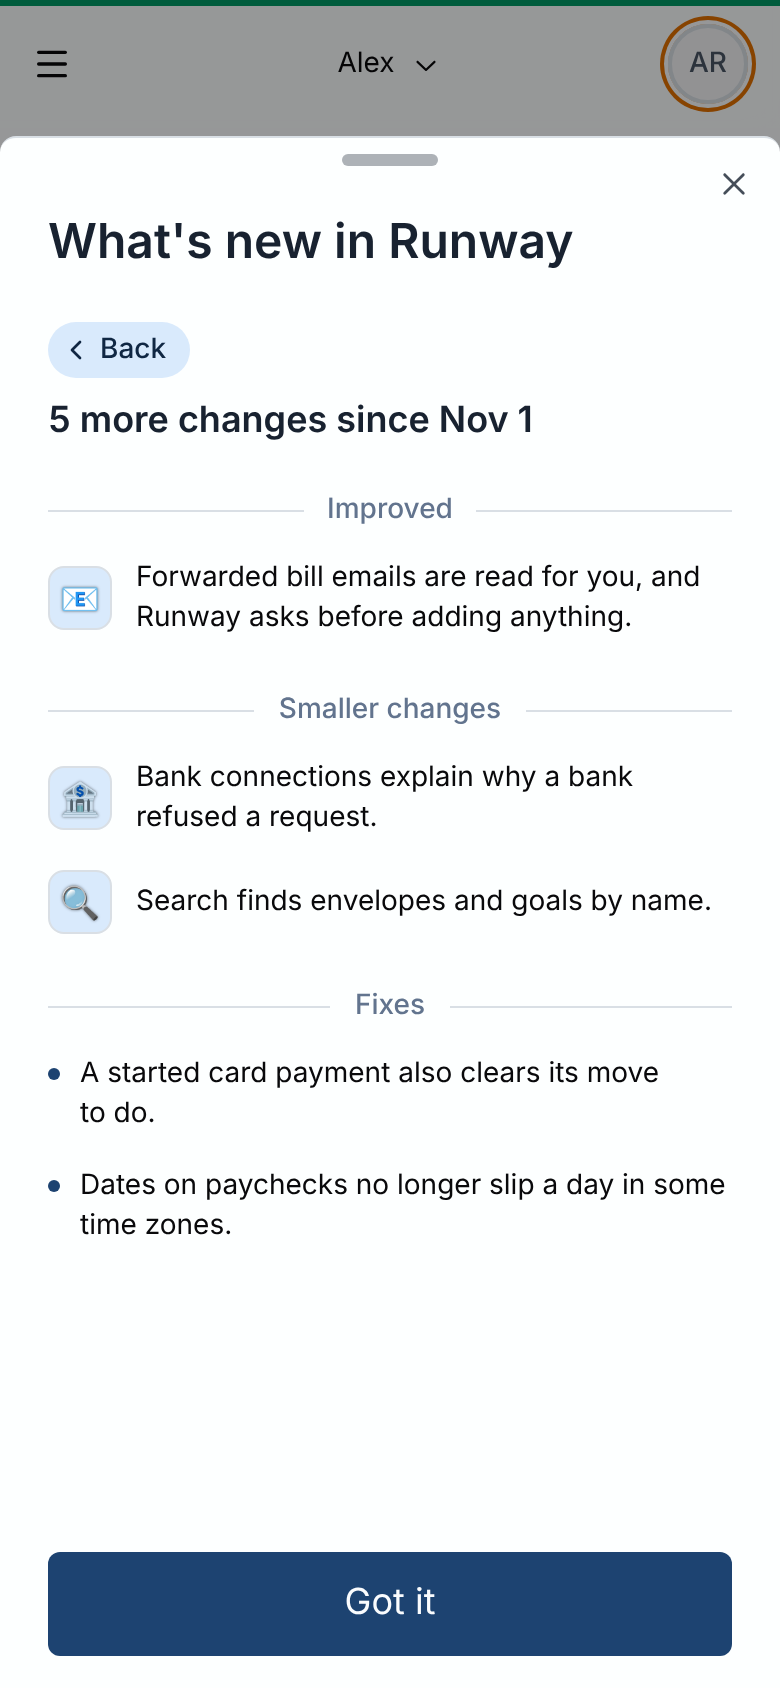 Alex
AR
What's new in Runway
Back
5 more changes since Nov 1
Improved
Forwarded bill emails are read for you, and
Runway asks before adding anything.
Smaller changes
Bank connections explain why a bank
refused a request.
Search finds envelopes and goals by name.
Fixes
A started card payment also clears its move
to do.
Dates on paychecks no longer slip a day in some
time zones.
Got it